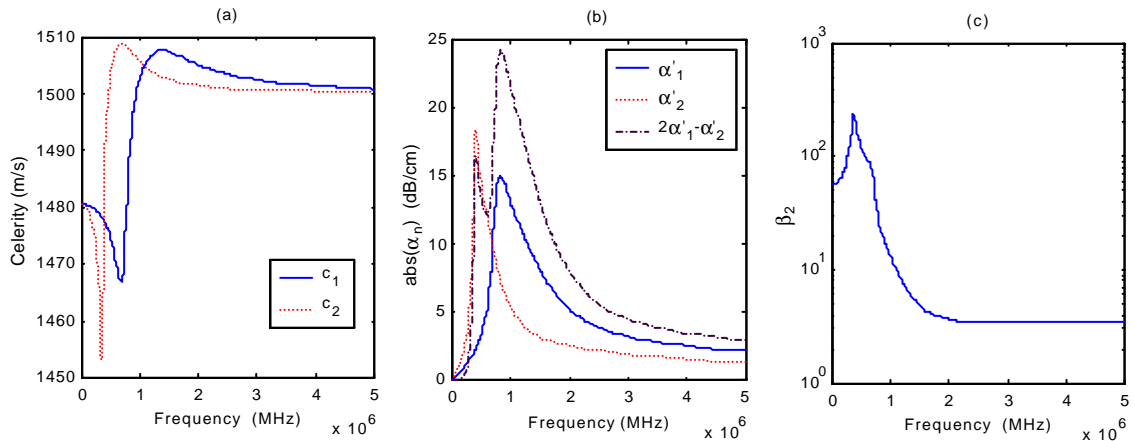 (a)
1510
1500
1490
1480
1470
1460
1450
Celerity (m/s)
c1
c2
0 1 2 3 4 5
Frequency (MHz)
x 10^6
(b)
25
20
15
10
5
0
abs(αn) (dB/cm)
α'1
α'2
2α'1-α'2
0 1 2 3 4 5
Frequency (MHz)
x 10^6
(c)
10^3
10^2
10^1
10^0
β2
0 1 2 3 4 5
Frequency (MHz)
x 10^6